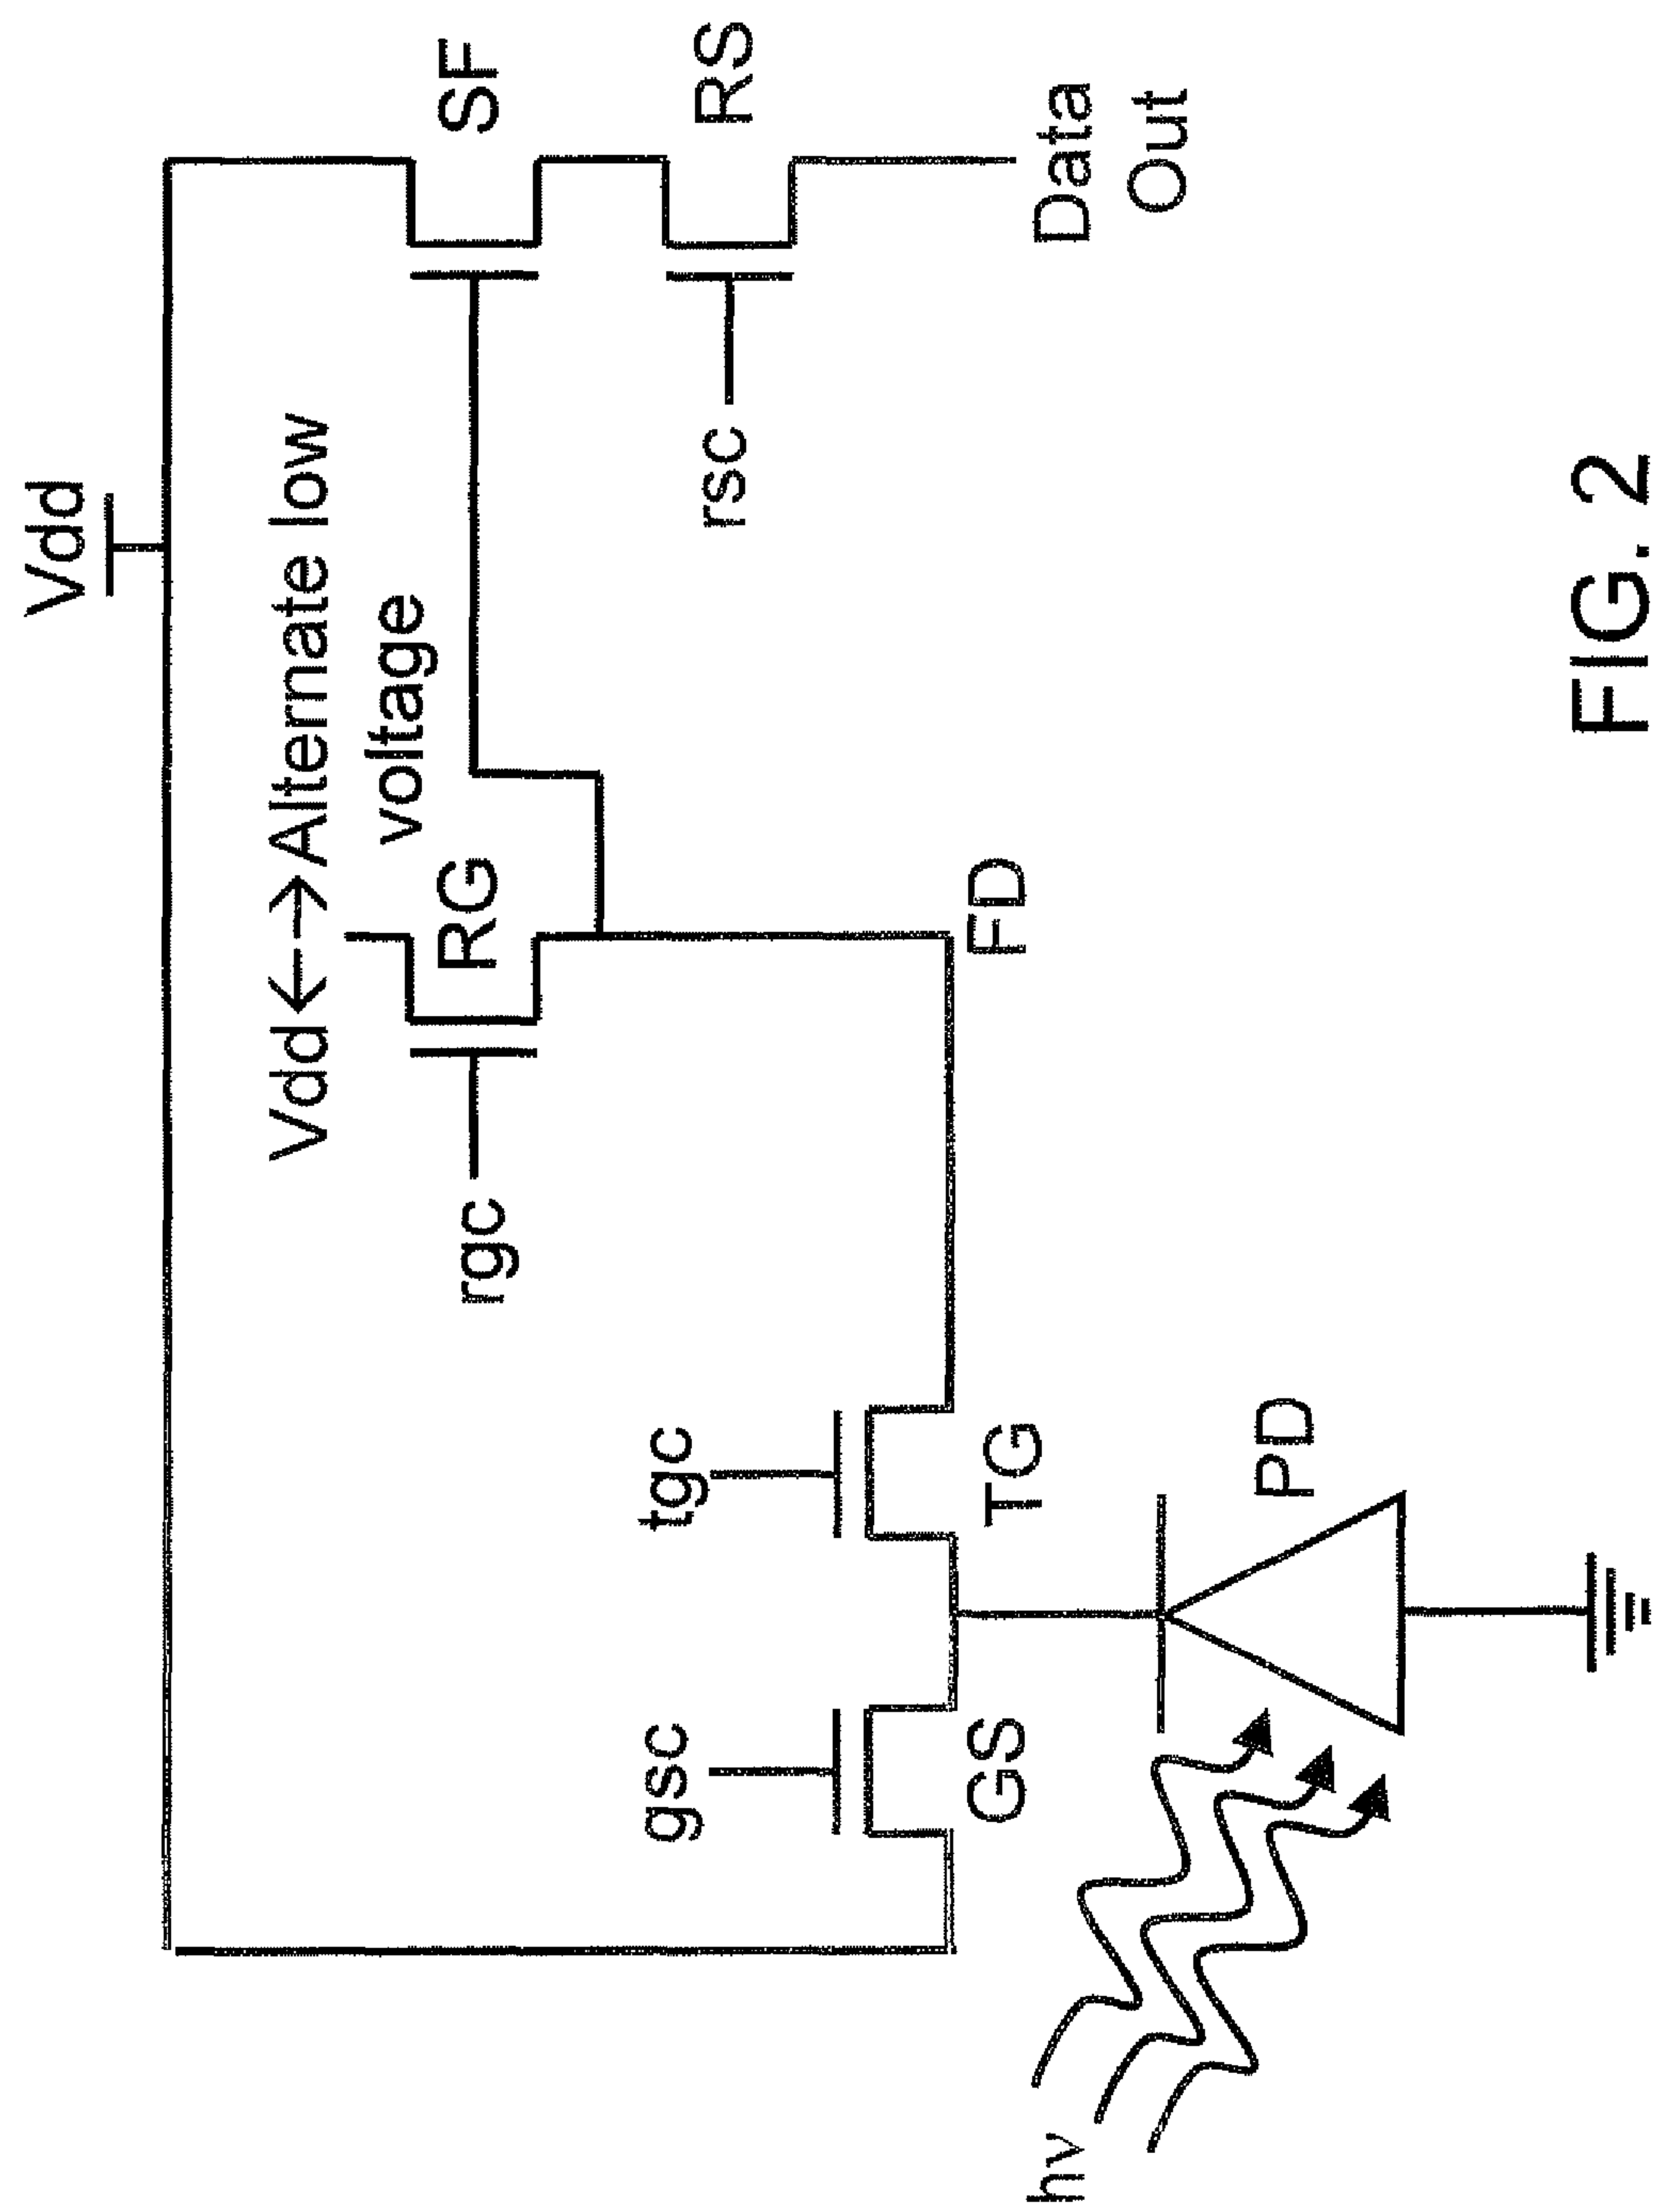 Vdd
Vdd←→Alternate low
voltage
rgc
RG
SF
tgc
gsc
rsc
RS
TG
GS
FD
Data
Out
hν
PD
FIG. 2